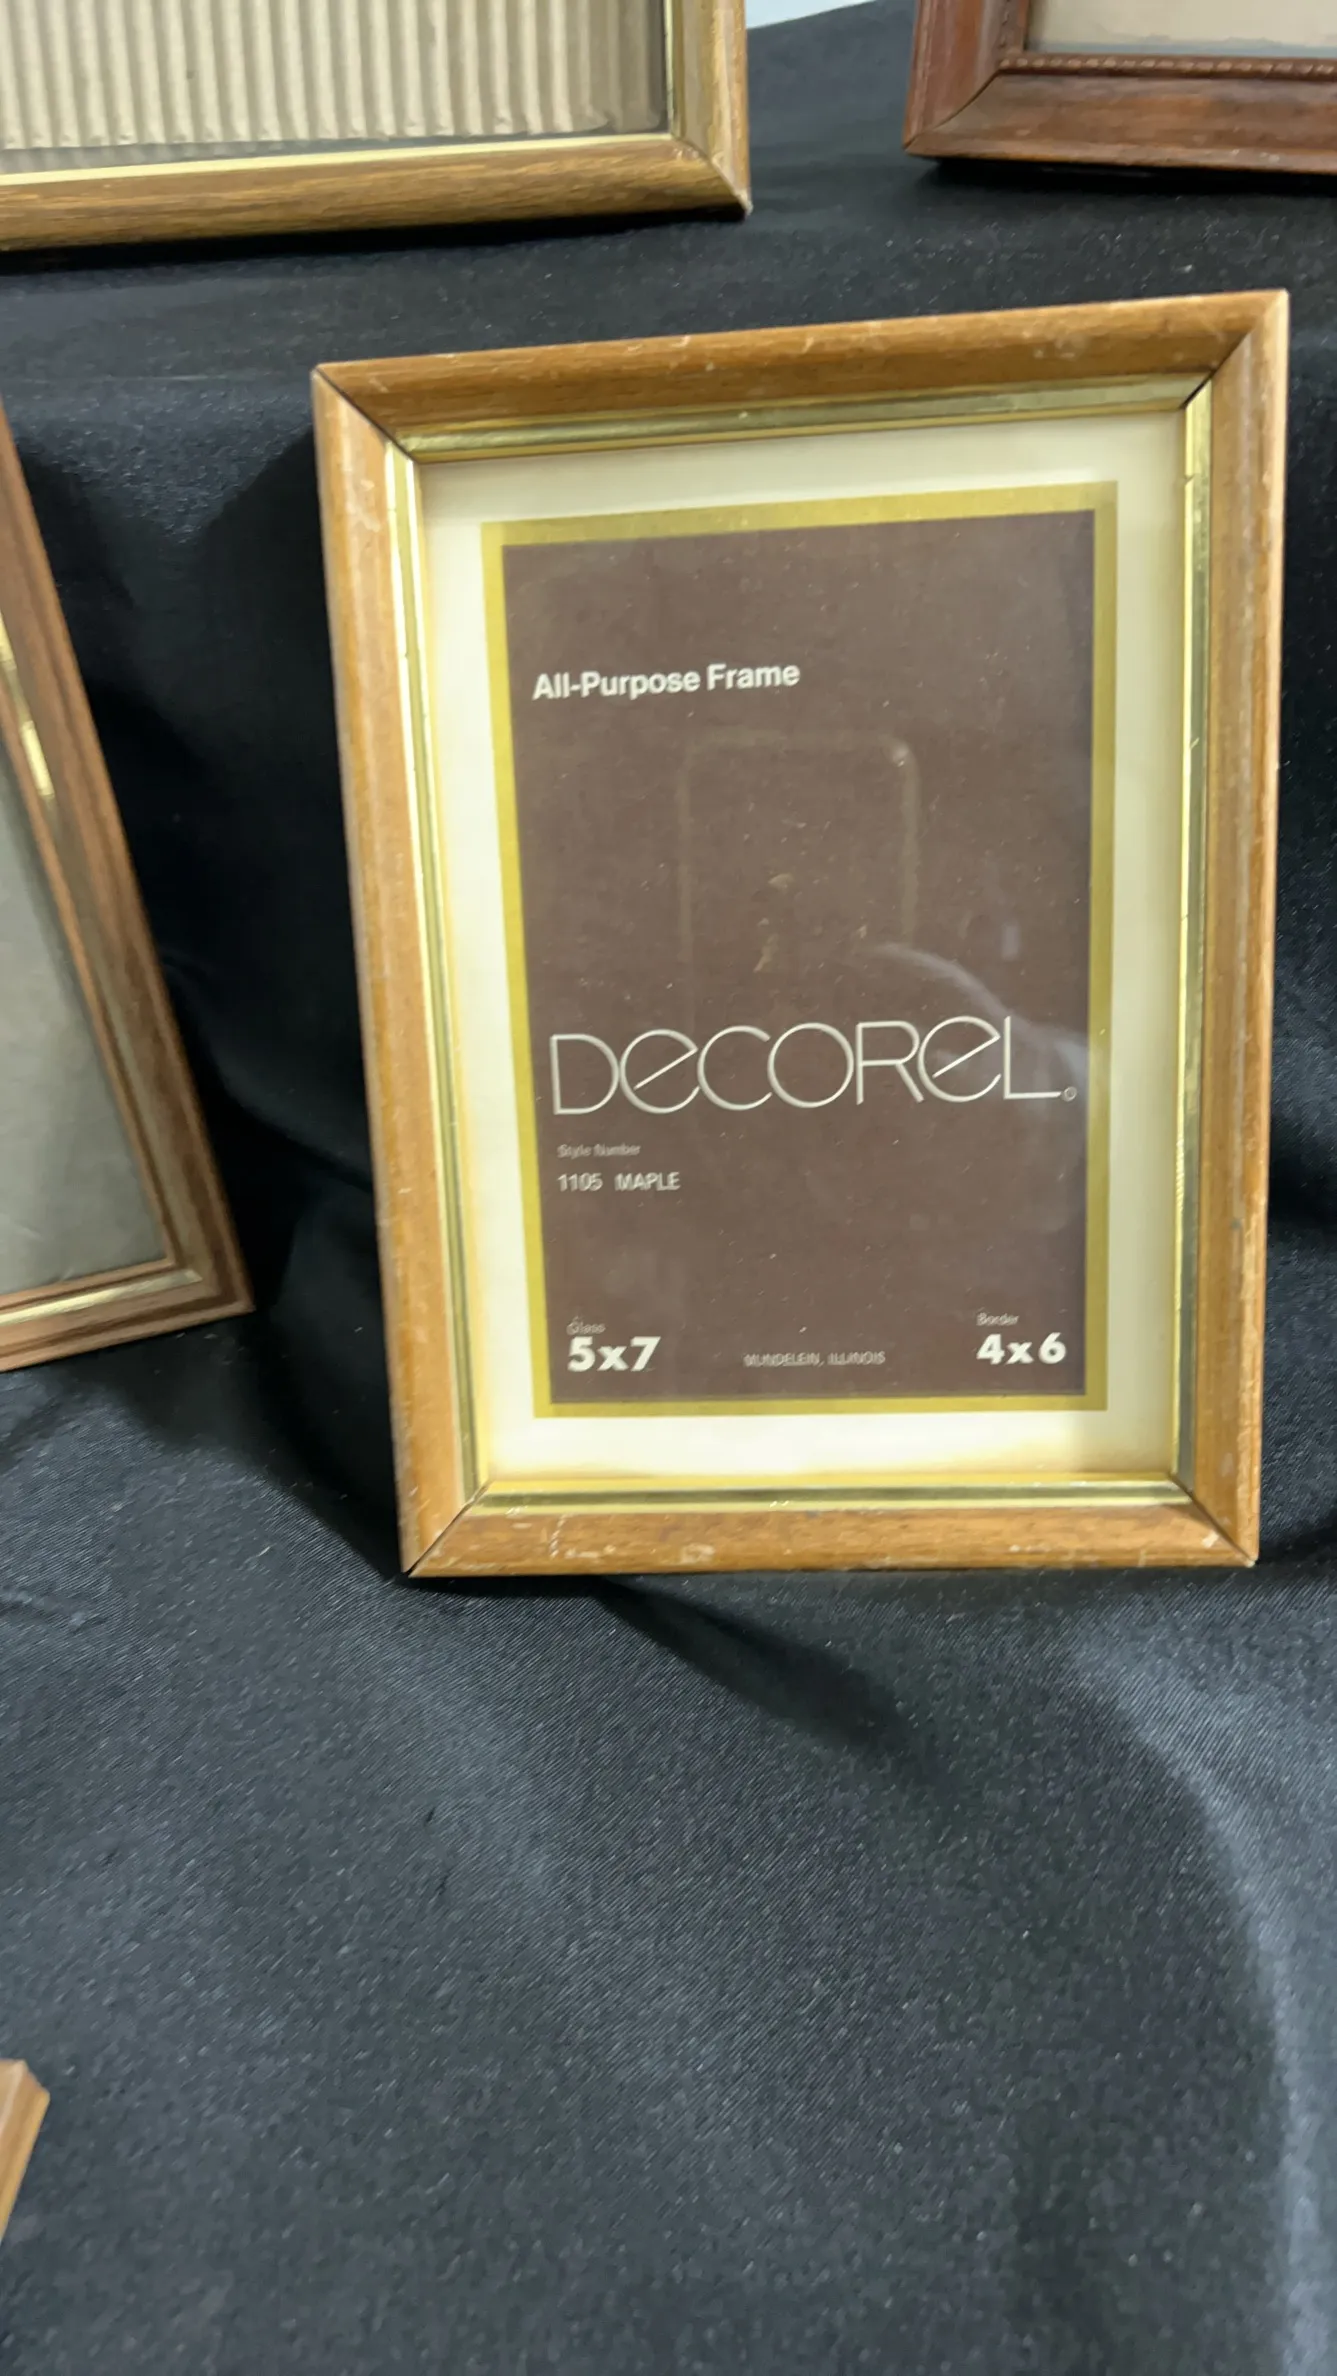 All-Purpose Frame
DECOREL®
Style Number
1105 MAPLE
Glass
5x7
MUNDELEIN, ILLINOIS
Border
4x6